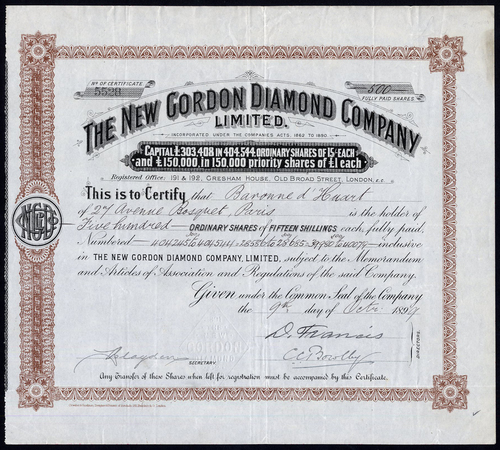 No OF CERTIFICATE
5528
500
FULLY PAID SHARES
THE NEW GORDON DIAMOND COMPANY
LIMITED.
INCORPORATED UNDER THE COMPANIES ACTS, 1862 TO 1890.
CAPITAL £303,408 IN 404,544 ORDINARY SHARES OF 15/- EACH
and £150,000, in 150,000 priority shares of £1 each
Registered Office: 191 & 192, GRESHAM HOUSE, OLD BROAD STREET, LONDON, E.C.
This is to Certify that Baronne d'Huart
of 27 Avenue Bosquet, Paris is the holder of
Five hundred ORDINARY SHARES of FIFTEEN SHILLINGS each, fully paid,
Numbered inclusive
in THE NEW GORDON DIAMOND COMPANY, LIMITED, subject to the Memorandum
and Articles of Association and Regulations of the said Company.
Given under the Common Seal of the Company
the 9th day of Octr. 1897
D. Francis
DIRECTORS
SECRETARY
Any Transfer of these Shares when left for registration must be accompanied by this Certificate.